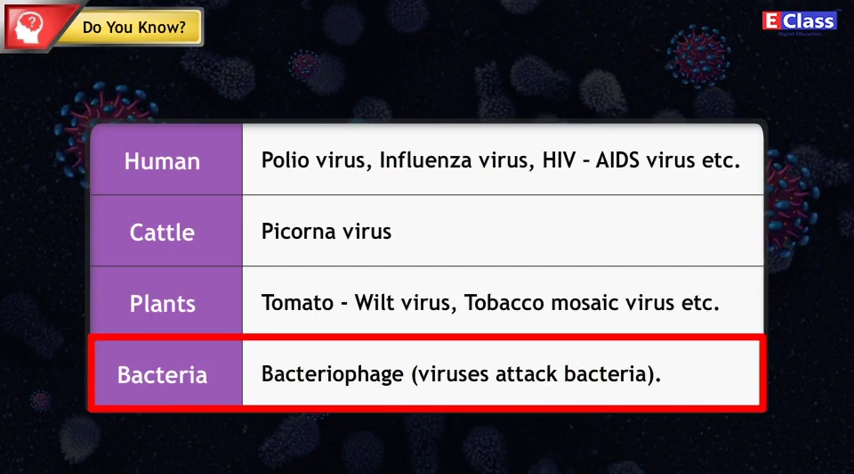 Do You Know?
E Class
Human
Polio virus, Influenza virus, HIV – AIDS virus etc.
Cattle
Picorna virus
Plants
Tomato - Wilt virus, Tobacco mosaic virus etc.
Bacteria
Bacteriophage (viruses attack bacteria).